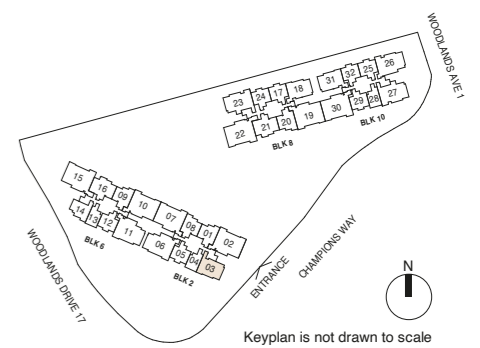 WOODLANDS AVE 1
31 32 25 26
23 24 17 18
22 21 20 19 30 29 28 27
BLK 8
BLK 10
15 16 09 10 07 08 01 02
14 13 12 11 06 05 04 03
BLK 6
BLK 2
WOODLANDS DRIVE 17
ENTRANCE
CHAMPIONS WAY
N
Keyplan is not drawn to scale